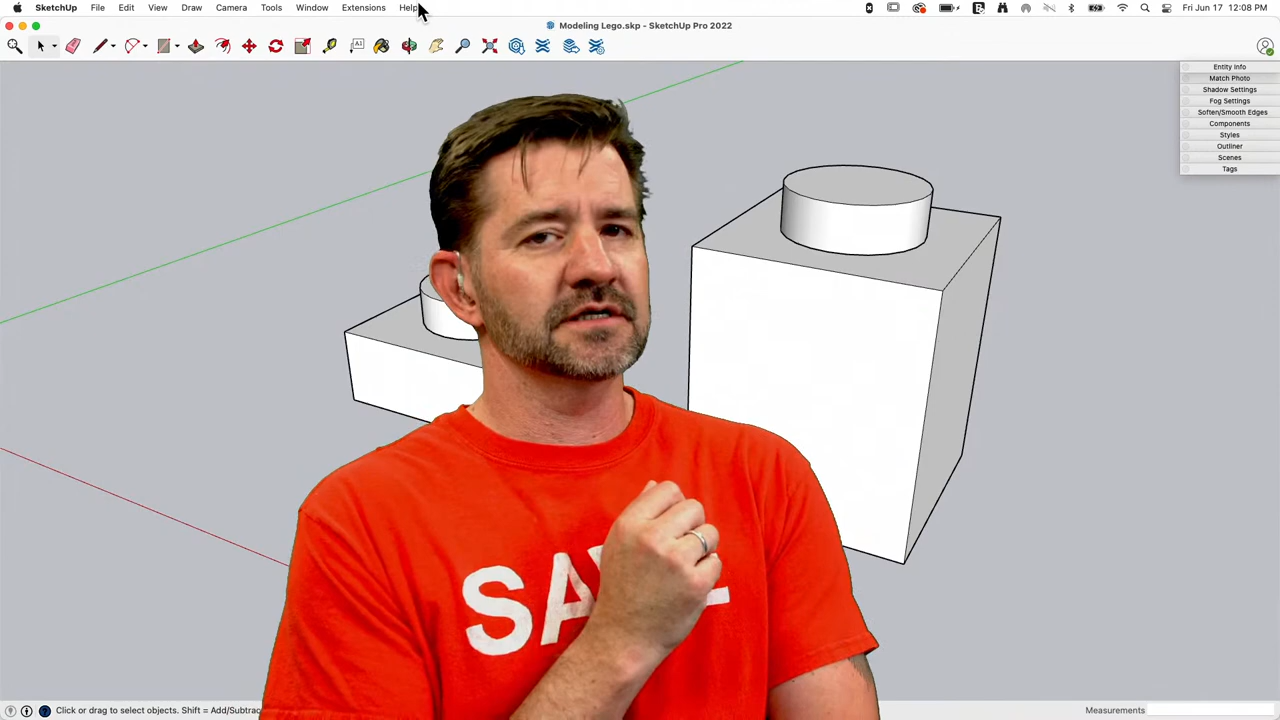 SketchUp File Edit View Draw Camera Tools Window Extensions Help Fri Jun 17 12:08 PM
Modeling Lego.skp - SketchUp Pro 2022
A1
Entity Info
Match Photo
Shadow Settings
Fog Settings
Soften/Smooth Edges
Components
Styles
Outliner
Scenes
Tags
Click or drag to select objects. Shift = Add/Subtrac
Measurements